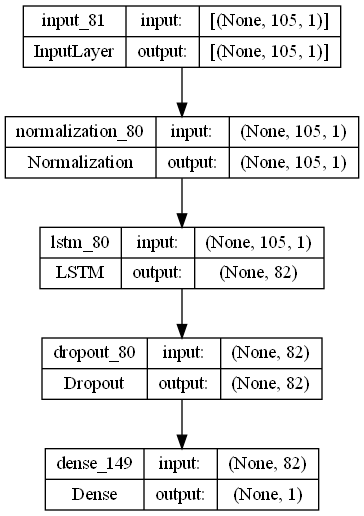 input_81 input: [(None, 105, 1)]
InputLayer output: [(None, 105, 1)]
normalization_80 input: (None, 105, 1)
Normalization output: (None, 105, 1)
lstm_80 input: (None, 105, 1)
LSTM output: (None, 82)
dropout_80 input: (None, 82)
Dropout output: (None, 82)
dense_149 input: (None, 82)
Dense output: (None, 1)